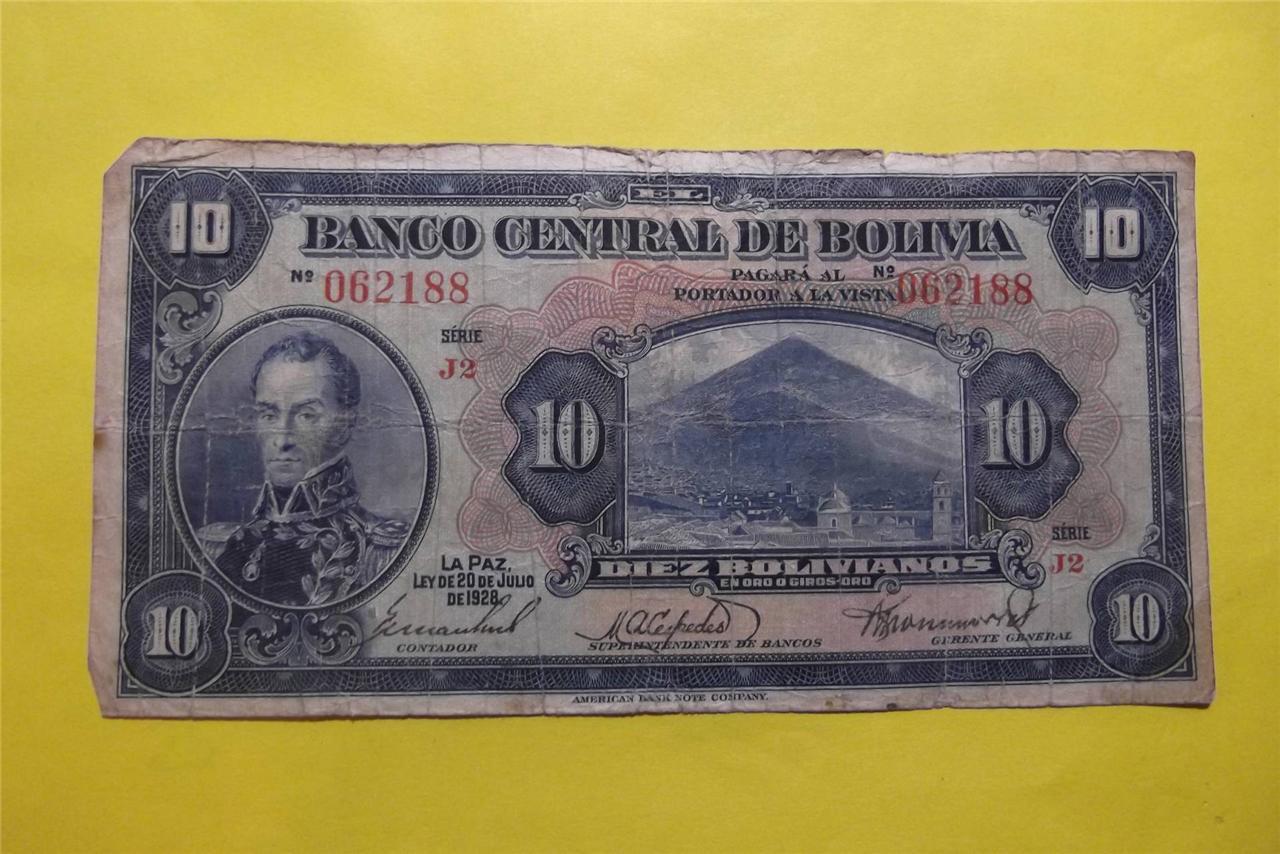 EL
10 10
BANCO CENTRAL DE BOLIVIA
Nº 062188 PAGARÁ AL Nº 062188
PORTADOR A LA VISTA
SÉRIE
J2
10 10
SÉRIE
J2
DIEZ BOLIVIANOS
EN ORO O GIROS-ORO
LA PAZ,
LEY DE 20 DE JULIO
DE 1928
CONTADOR
SUPERINTENDENTE DE BANCOS
GERENTE GENERAL
10 10
AMERICAN BANK NOTE COMPANY.